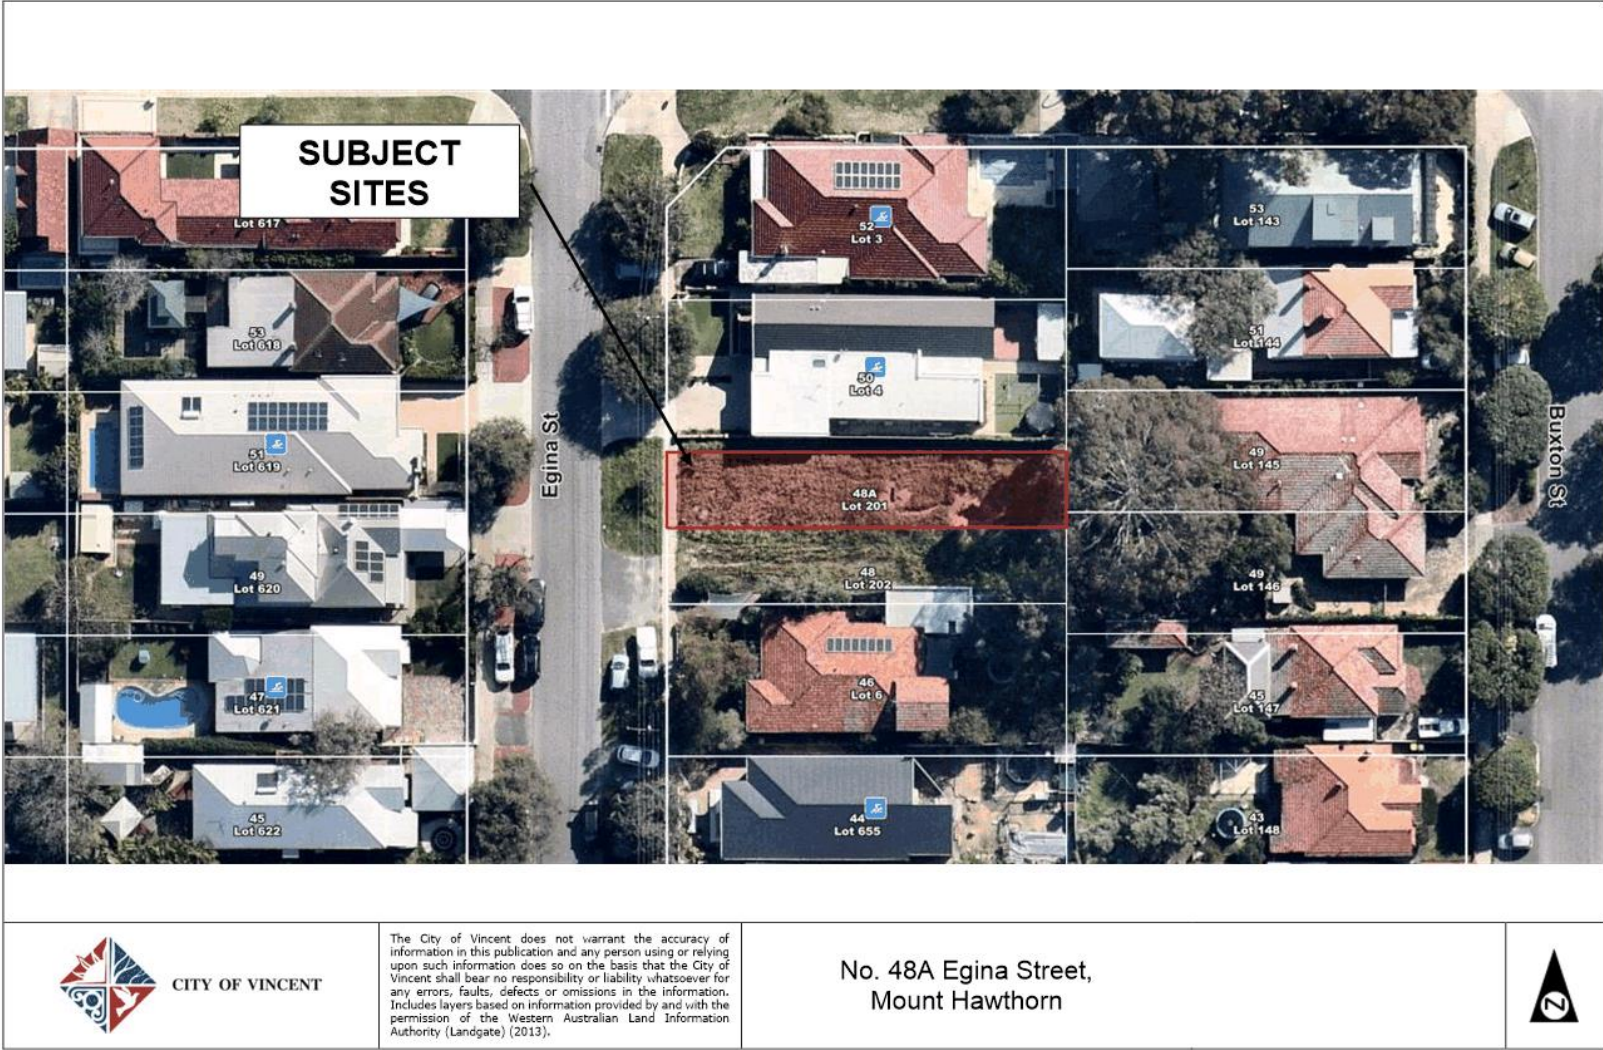 SUBJECT
SITES
Lot 617
52
Lot 3
53
Lot 143
53
Lot 618
51
Lot 144
50
Lot 4
Egina St
Buxton St
51
Lot 619
49
Lot 145
48A
Lot 201
49
Lot 620
48
Lot 202
49
Lot 146
47
Lot 621
46
Lot 6
45
Lot 147
45
Lot 622
44
Lot 655
43
Lot 148
CITY OF VINCENT
The City of Vincent does not warrant the accuracy of
information in this publication and any person using or relying
upon such information does so on the basis that the City of
Vincent shall bear no responsibility or liability whatsoever for
any errors, faults, defects or omissions in the information.
Includes layers based on information provided by and with the
permission of the Western Australian Land Information
Authority (Landgate) (2013).
No. 48A Egina Street,
Mount Hawthorn
N